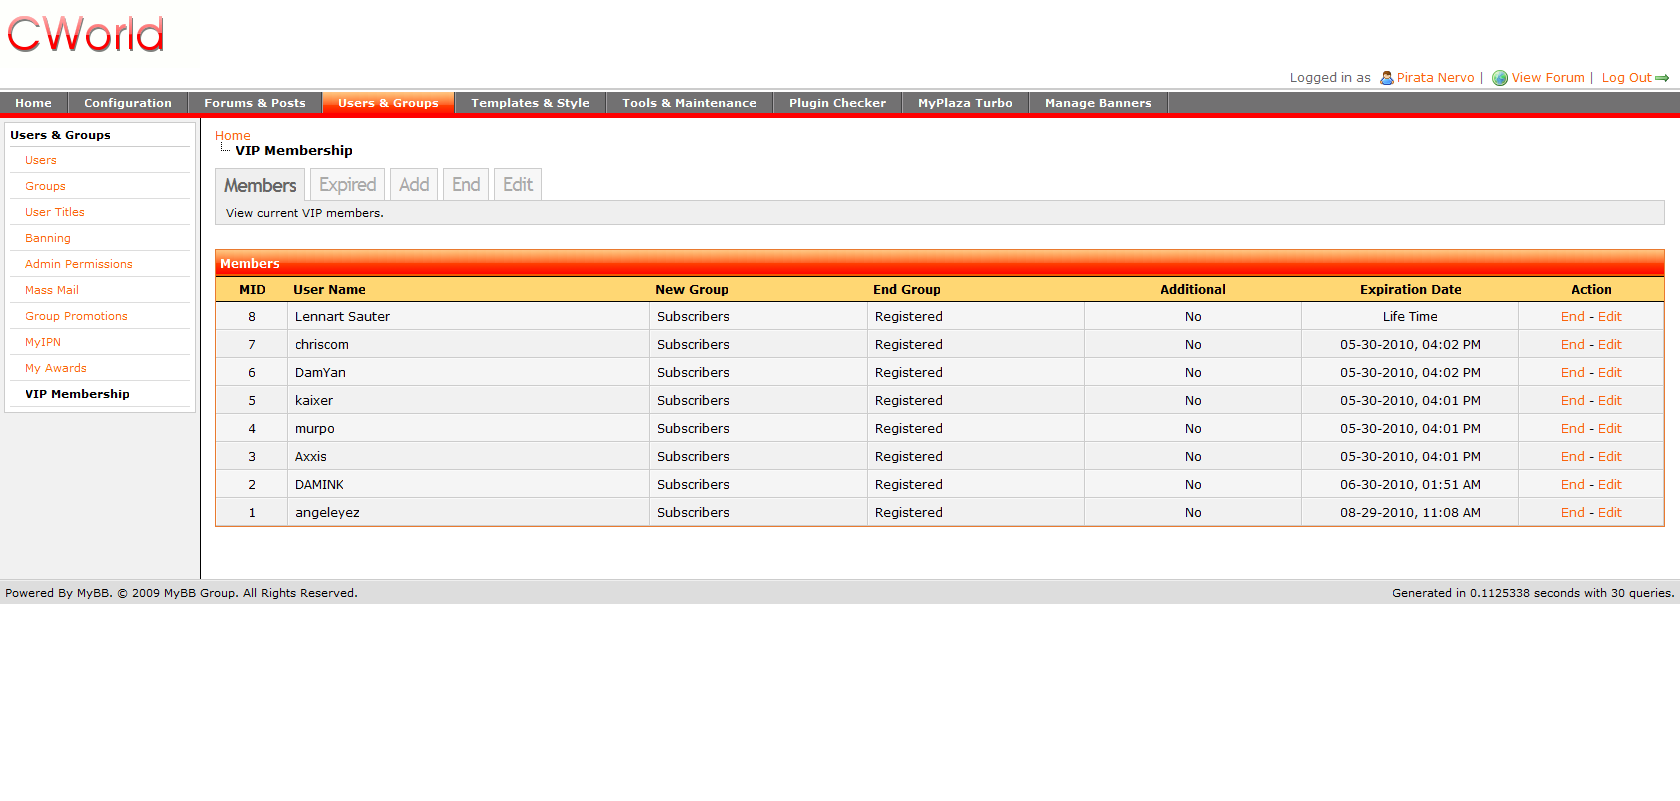 CWorld
Logged in as Pirata Nervo | View Forum | Log Out
Home Configuration Forums & Posts Users & Groups Templates & Style Tools & Maintenance Plugin Checker MyPlaza Turbo Manage Banners
Users & Groups
Users
Groups
User Titles
Banning
Admin Permissions
Mass Mail
Group Promotions
MyIPN
My Awards
VIP Membership
Home
VIP Membership
Members Expired Add End Edit
View current VIP members.
Members
MID User Name New Group End Group Additional Expiration Date Action
8 Lennart Sauter Subscribers Registered No Life Time End - Edit
7 chriscom Subscribers Registered No 05-30-2010, 04:02 PM End - Edit
6 DamYan Subscribers Registered No 05-30-2010, 04:02 PM End - Edit
5 kaixer Subscribers Registered No 05-30-2010, 04:01 PM End - Edit
4 murpo Subscribers Registered No 05-30-2010, 04:01 PM End - Edit
3 Axxis Subscribers Registered No 05-30-2010, 04:01 PM End - Edit
2 DAMINK Subscribers Registered No 06-30-2010, 01:51 AM End - Edit
1 angeleyez Subscribers Registered No 08-29-2010, 11:08 AM End - Edit
Powered By MyBB. © 2009 MyBB Group. All Rights Reserved. Generated in 0.1125338 seconds with 30 queries.